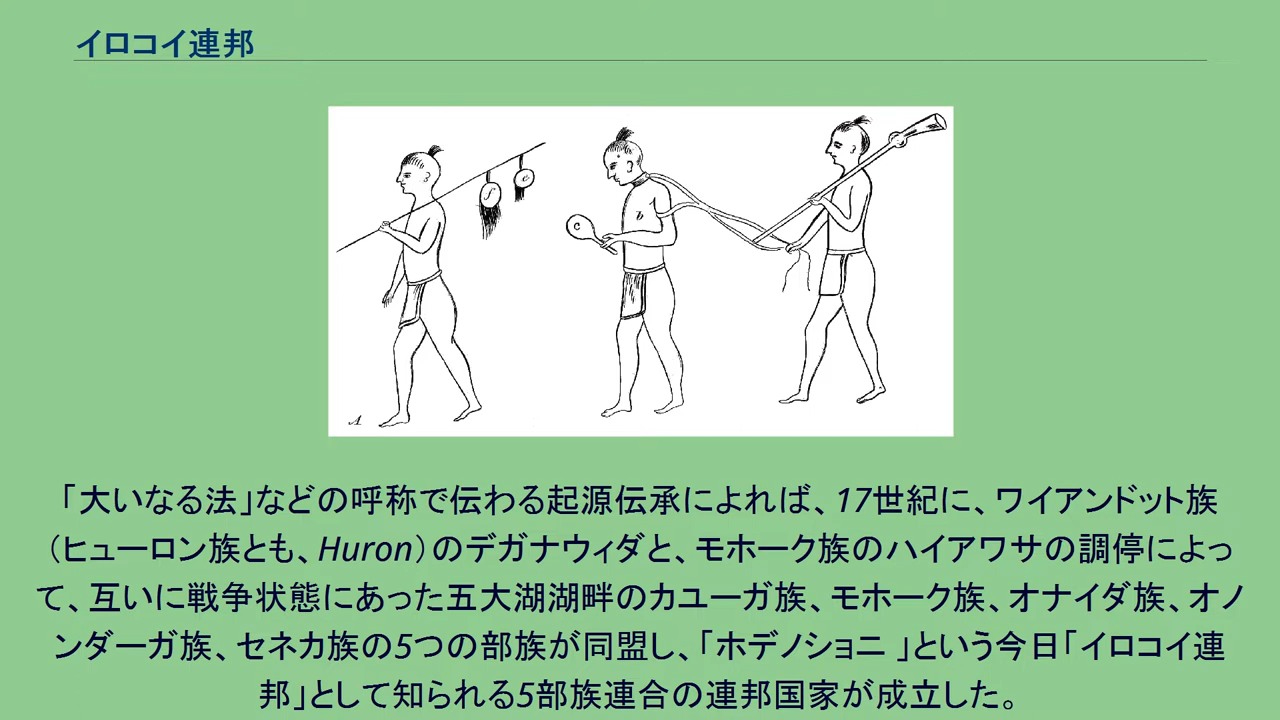 イロコイ連邦
「大いなる法」などの呼称で伝わる起源伝承によれば、17世紀に、ワイアンドット族
（ヒューロン族とも、Huron）のデガナウィダと、モホーク族のハイアワサの調停によっ
て、互いに戦争状態にあった五大湖湖畔のカユーガ族、モホーク族、オナイダ族、オノ
ンダーガ族、セネカ族の5つの部族が同盟し、「ホデノショニ 」という今日「イロコイ連
邦」として知られる5部族連合の連邦国家が成立した。